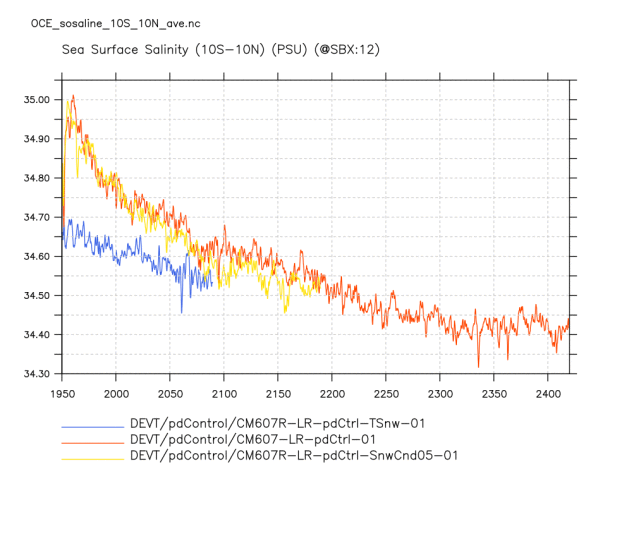 OCE_sosaline_10S_10N_ave.nc
Sea Surface Salinity (10S-10N) (PSU) (@SBX:12)
35.00
34.90
34.80
34.70
34.60
34.50
34.40
34.30
1950 2000 2050 2100 2150 2200 2250 2300 2350 2400
DEVT/pdControl/CM607R-LR-pdCtrl-TSnw-01
DEVT/pdControl/CM607-LR-pdCtrl-01
DEVT/pdControl/CM607R-LR-pdCtrl-SnwCnd05-01